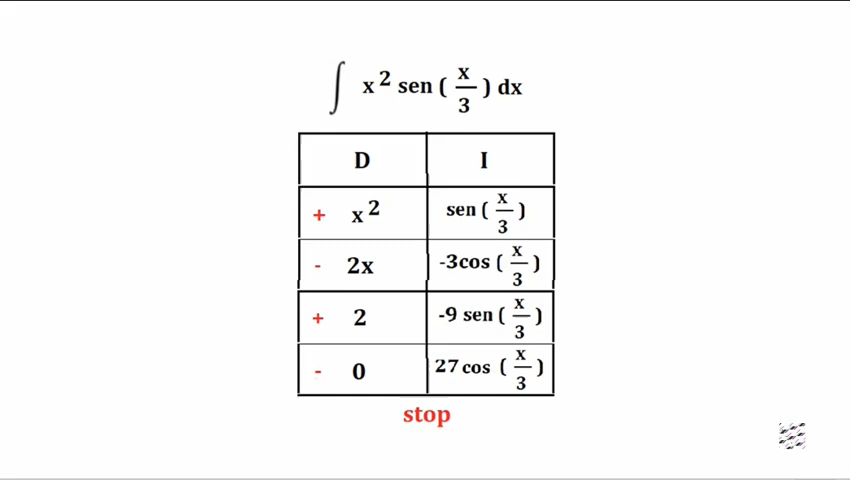 ∫ x² sen ( x/3 ) dx
D I
+ x² sen ( x/3 )
- 2x -3cos ( x/3 )
+ 2 -9 sen ( x/3 )
- 0 27 cos ( x/3 )
stop